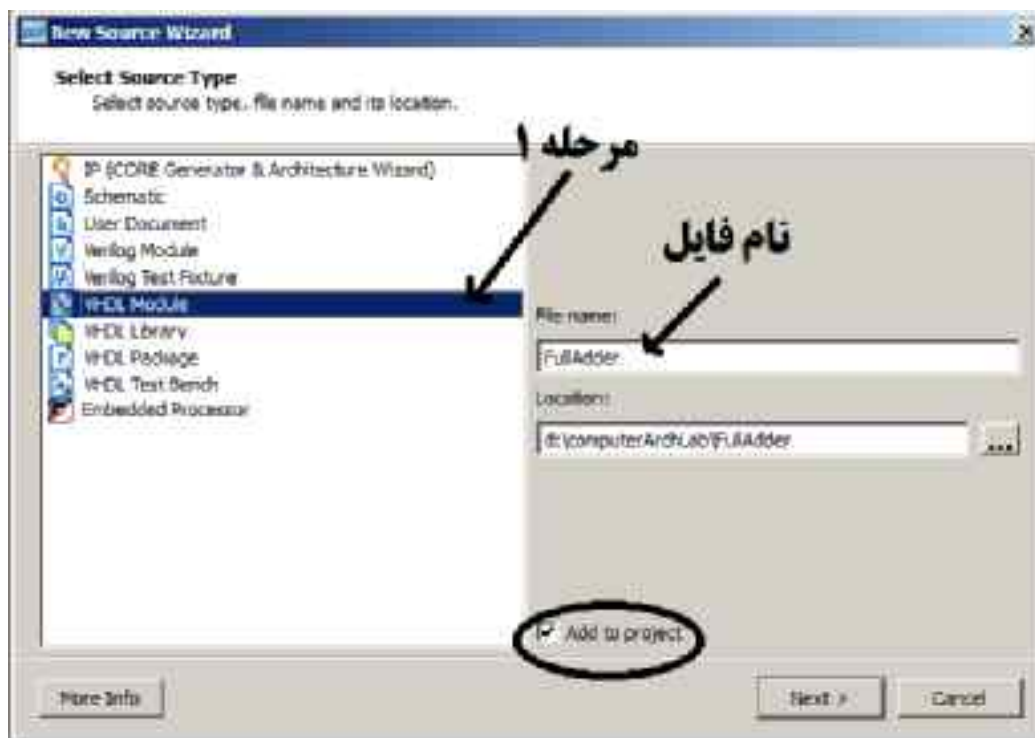 New Source Wizard
Select Source Type
Select source type, file name and its location.
مرحله ۱
IP (CORE Generator & Architecture Wizard)
Schematic
User Document
Verilog Module
Verilog Test Fixture
VHDL Module
VHDL Library
VHDL Package
VHDL Test Bench
Embedded Processor
نام فایل
File name:
FullAdder
Location:
d:\computerArchLab\FullAdder
...
Add to project
More Info
Next >
Cancel